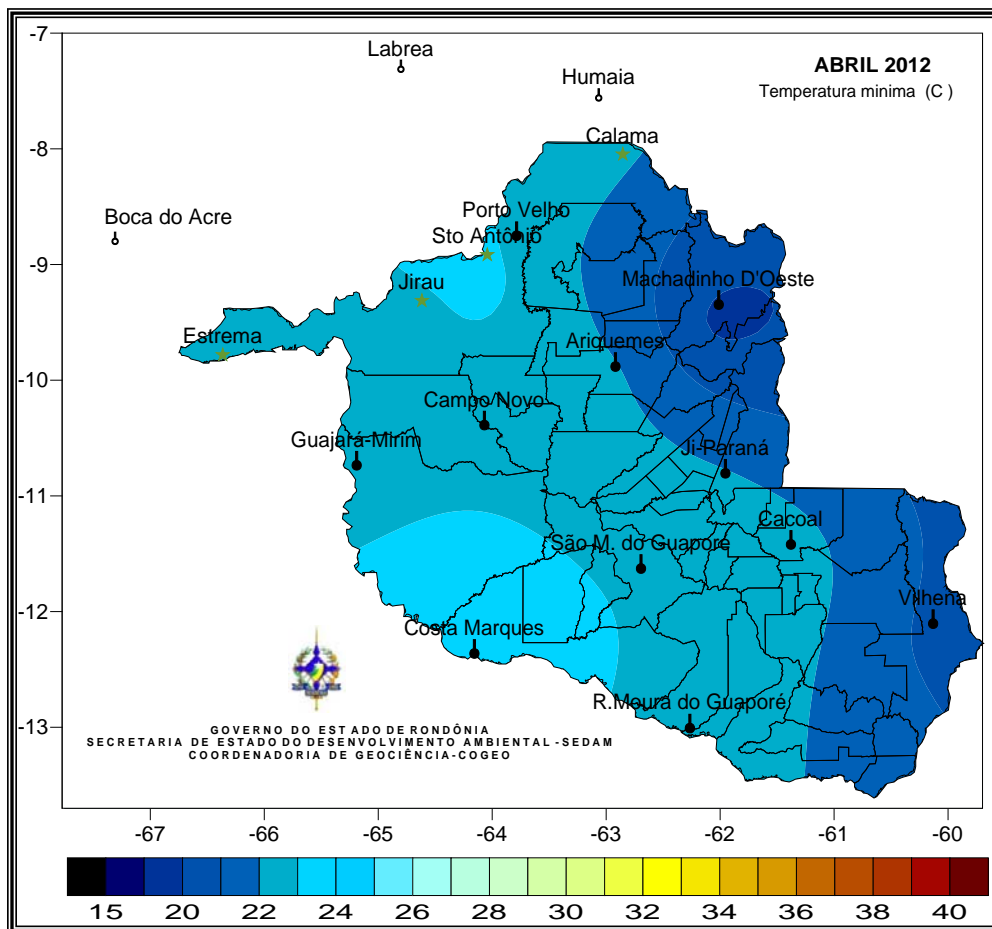 ABRIL 2012
Temperatura minima (C )
-7
-8
-9
-10
-11
-12
-13
Labrea
Humaia
Calama
Boca do Acre
Porto Velho
Sto Antônio
Machadinho D'Oeste
Jirau
Estrema
Ariquemes
Campo Novo
Guajará-Mirim
Ji-Paraná
Cacoal
São M. do Guaporé
Vilhena
Costa Marques
R.Moura do Guaporé
GOVERNO DO ESTADO DE RONDÔNIA
SECRETARIA DE ESTADO DO DESENVOLVIMENTO AMBIENTAL -SEDAM
COORDENADORIA DE GEOCIÊNCIA-COGEO
-67 -66 -65 -64 -63 -62 -61 -60
15 20 22 24 26 28 30 31 32 34 36 38 40